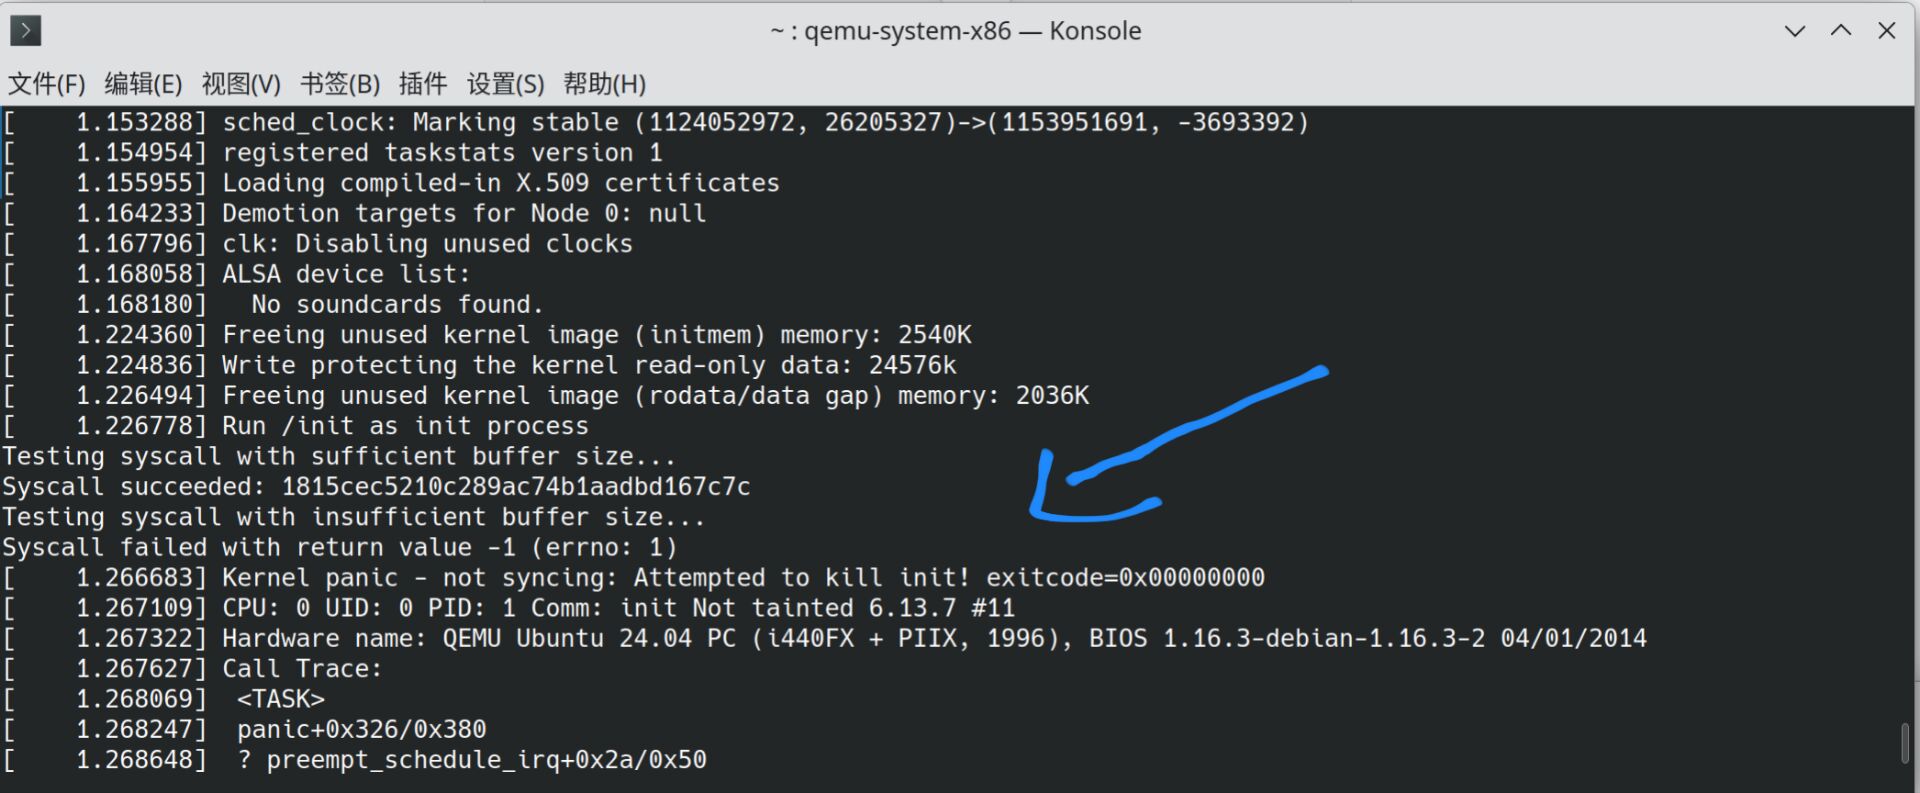 ~ : qemu-system-x86 — Konsole
文件(F) 编辑(E) 视图(V) 书签(B) 插件 设置(S) 帮助(H)
[    1.153288] sched_clock: Marking stable (1124052972, 26205327)->(1153951691, -3693392)
[    1.154954] registered taskstats version 1
[    1.155955] Loading compiled-in X.509 certificates
[    1.164233] Demotion targets for Node 0: null
[    1.167796] clk: Disabling unused clocks
[    1.168058] ALSA device list:
[    1.168180]   No soundcards found.
[    1.224360] Freeing unused kernel image (initmem) memory: 2540K
[    1.224836] Write protecting the kernel read-only data: 24576k
[    1.226494] Freeing unused kernel image (rodata/data gap) memory: 2036K
[    1.226778] Run /init as init process
Testing syscall with sufficient buffer size...
Syscall succeeded: 1815cec5210c289ac74b1aadbd167c7c
Testing syscall with insufficient buffer size...
Syscall failed with return value -1 (errno: 1)
[    1.266683] Kernel panic - not syncing: Attempted to kill init! exitcode=0x00000000
[    1.267109] CPU: 0 UID: 0 PID: 1 Comm: init Not tainted 6.13.7 #11
[    1.267322] Hardware name: QEMU Ubuntu 24.04 PC (i440FX + PIIX, 1996), BIOS 1.16.3-debian-1.16.3-2 04/01/2014
[    1.267627] Call Trace:
[    1.268069]  <TASK>
[    1.268247]  panic+0x326/0x380
[    1.268648]  ? preempt_schedule_irq+0x2a/0x50